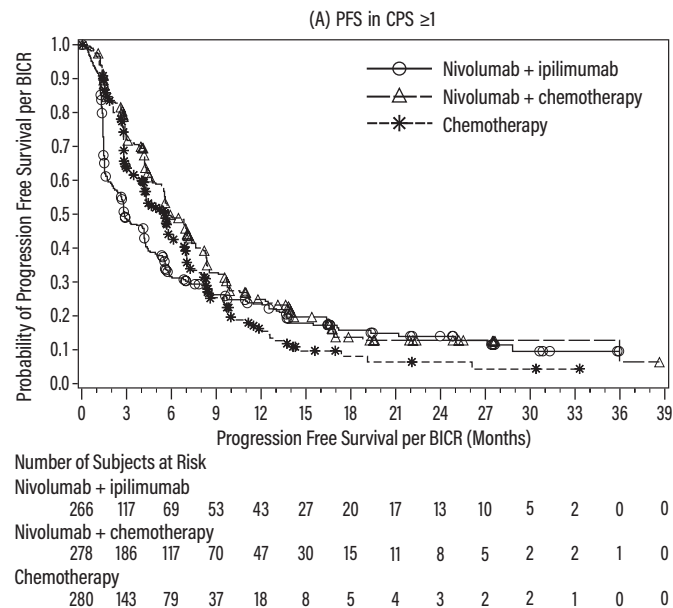 (A) PFS in CPS ≥1
Probability of Progression Free Survival per BICR
1.0
0.9
0.8
0.7
0.6
0.5
0.4
0.3
0.2
0.1
0.0
Nivolumab + ipilimumab
Nivolumab + chemotherapy
Chemotherapy
0 3 6 9 12 15 18 21 24 27 30 33 36 39
Progression Free Survival per BICR (Months)
Number of Subjects at Risk
Nivolumab + ipilimumab
266 117 69 53 43 27 20 17 13 10 5 2 0 0
Nivolumab + chemotherapy
278 186 117 70 47 30 15 11 8 5 2 2 1 0
Chemotherapy
280 143 79 37 18 8 5 4 3 2 2 1 0 0